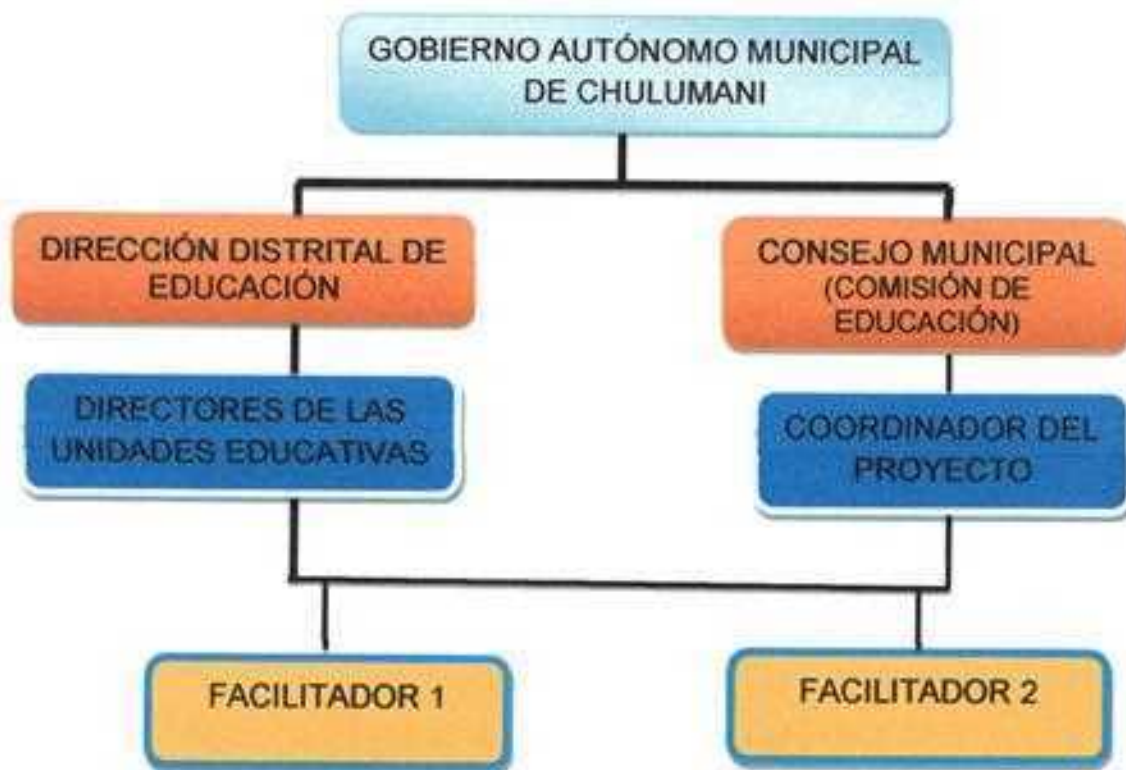 GOBIERNO AUTÓNOMO MUNICIPAL
DE CHULUMANI
DIRECCIÓN DISTRITAL DE
EDUCACIÓN
CONSEJO MUNICIPAL
(COMISIÓN DE
EDUCACIÓN)
DIRECTORES DE LAS
UNIDADES EDUCATIVAS
COORDINADOR DEL
PROYECTO
FACILITADOR 1
FACILITADOR 2